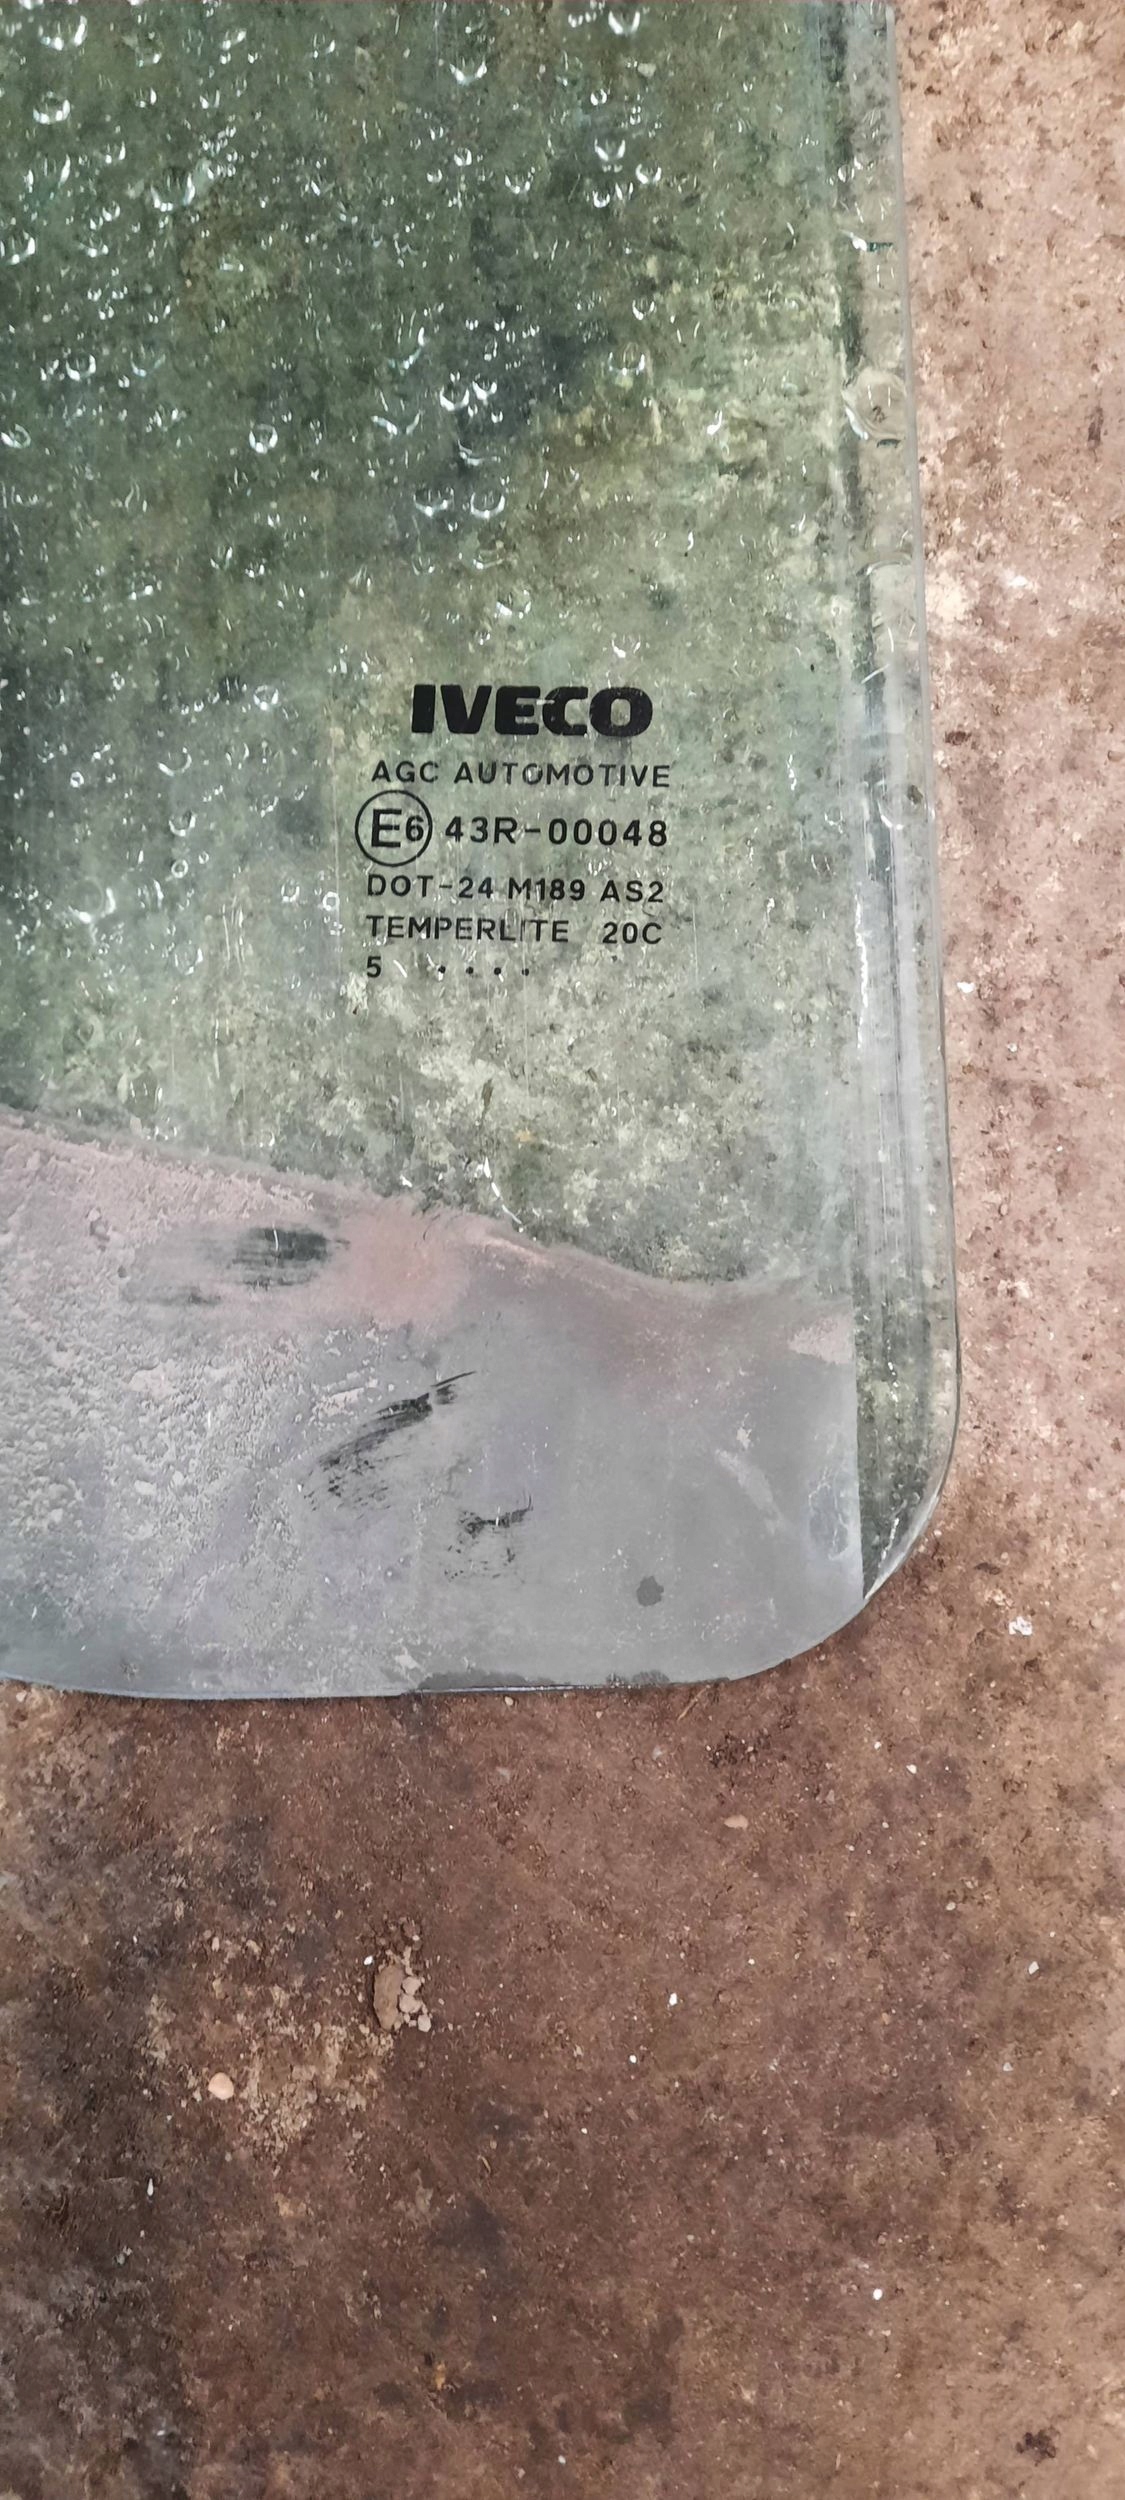 IVECO
AGC AUTOMOTIVE
E6 43R-00048
DOT-24 M189 AS2
TEMPERLITE 20C
5 ....